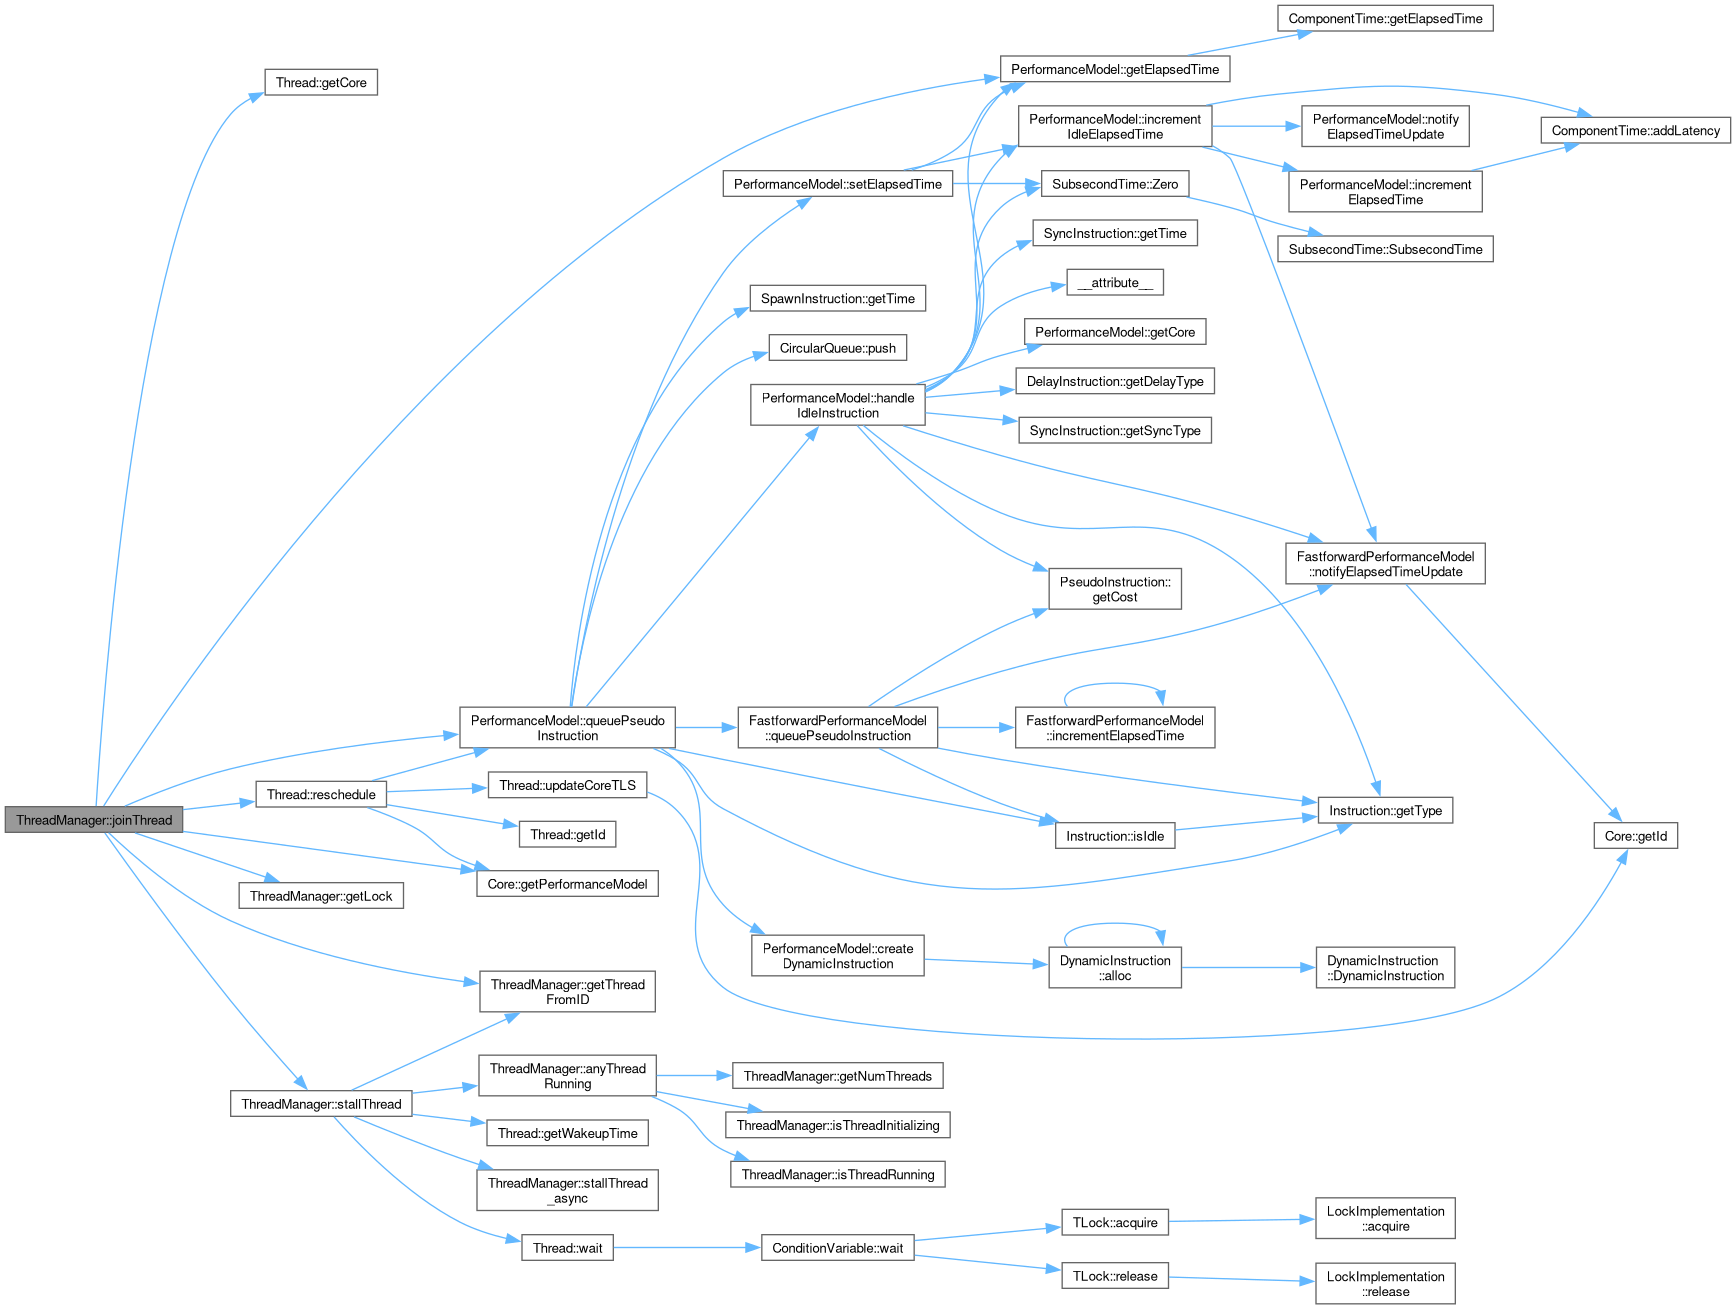 ComponentTime::getElapsedTime
Thread::getCore
PerformanceModel::getElapsedTime
PerformanceModel::increment
IdleElapsedTime
PerformanceModel::notify
ElapsedTimeUpdate
ComponentTime::addLatency
PerformanceModel::setElapsedTime
SubsecondTime::Zero
PerformanceModel::increment
ElapsedTime
SyncInstruction::getTime
SubsecondTime::SubsecondTime
__attribute__
SpawnInstruction::getTime
PerformanceModel::getCore
CircularQueue::push
DelayInstruction::getDelayType
PerformanceModel::handle
IdleInstruction
SyncInstruction::getSyncType
FastforwardPerformanceModel
::notifyElapsedTimeUpdate
PseudoInstruction::
getCost
PerformanceModel::queuePseudo
Instruction
FastforwardPerformanceModel
::queuePseudoInstruction
FastforwardPerformanceModel
::incrementElapsedTime
Thread::updateCoreTLS
Thread::reschedule
Instruction::getType
ThreadManager::joinThread
Thread::getId
Instruction::isIdle
Core::getId
Core::getPerformanceModel
ThreadManager::getLock
PerformanceModel::create
DynamicInstruction
DynamicInstruction
::alloc
DynamicInstruction
::DynamicInstruction
ThreadManager::getThread
FromID
ThreadManager::anyThread
Running
ThreadManager::getNumThreads
ThreadManager::stallThread
ThreadManager::isThreadInitializing
Thread::getWakeupTime
ThreadManager::isThreadRunning
ThreadManager::stallThread
_async
TLock::acquire
LockImplementation
::acquire
Thread::wait
ConditionVariable::wait
TLock::release
LockImplementation
::release